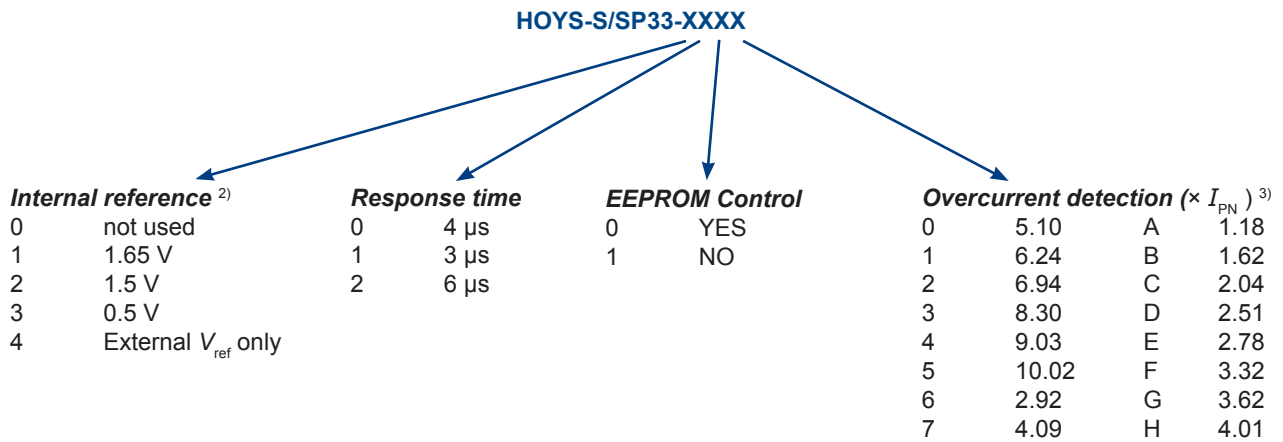 HOYS-S/SP33-XXXX
Internal reference 2)
0 not used
1 1.65 V
2 1.5 V
3 0.5 V
4 External Vref only
Response time
0 4 µs
1 3 µs
2 6 µs
EEPROM Control
0 YES
1 NO
Overcurrent detection (× IPN ) 3)
0 5.10 A 1.18
1 6.24 B 1.62
2 6.94 C 2.04
3 8.30 D 2.51
4 9.03 E 2.78
5 10.02 F 3.32
6 2.92 G 3.62
7 4.09 H 4.01